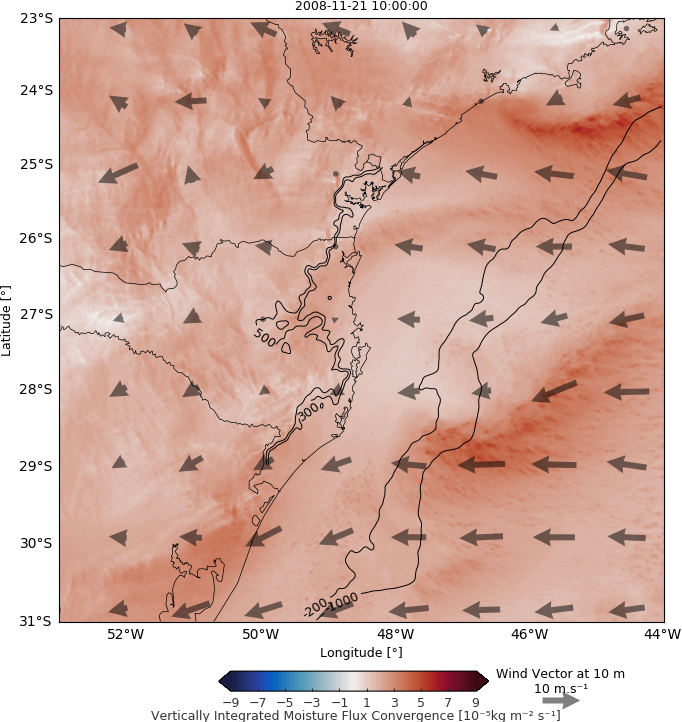 2008-11-21 10:00:00
23°S
24°S
25°S
26°S
27°S
28°S
29°S
30°S
31°S
Latitude [°]
500
300
-200
-1000
52°W 50°W 48°W 46°W 44°W
Longitude [°]
−9 −7 −5 −3 −1 1 3 5 7 9
Vertically Integrated Moisture Flux Convergence [10⁻⁵kg m⁻² s⁻¹]
Wind Vector at 10 m
10 m.s⁻¹